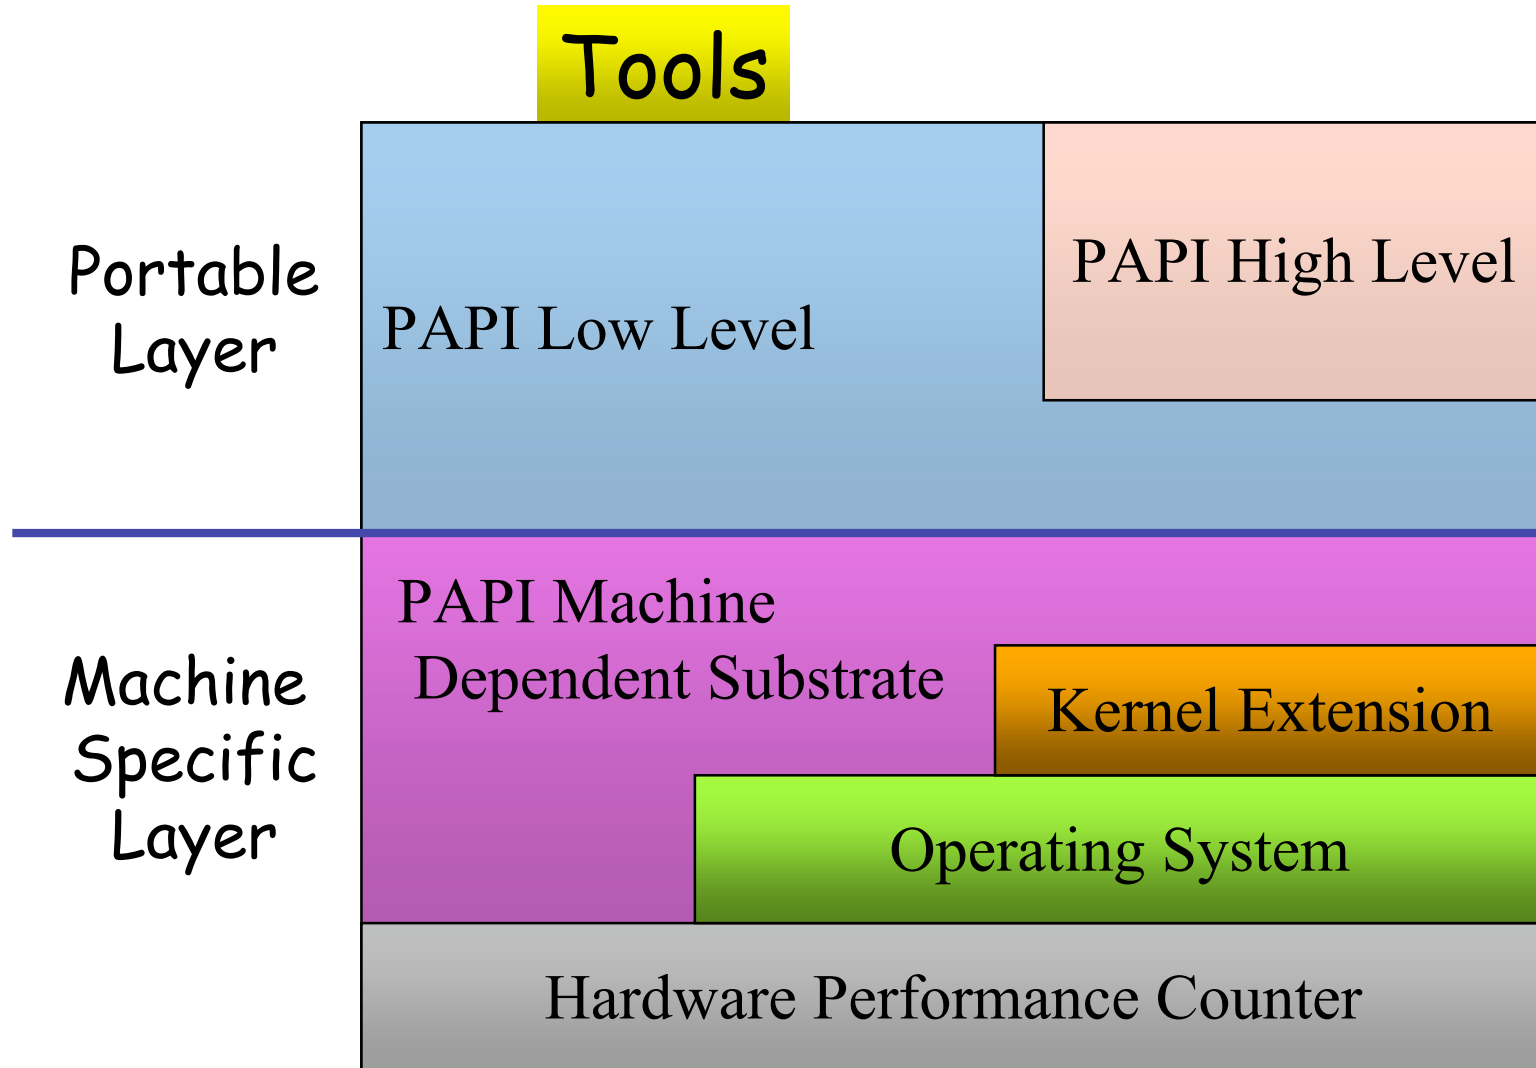 Tools
Portable
Layer
PAPI Low Level
PAPI High Level
Machine
Specific
Layer
PAPI Machine
Dependent Substrate
Kernel Extension
Operating System
Hardware Performance Counter